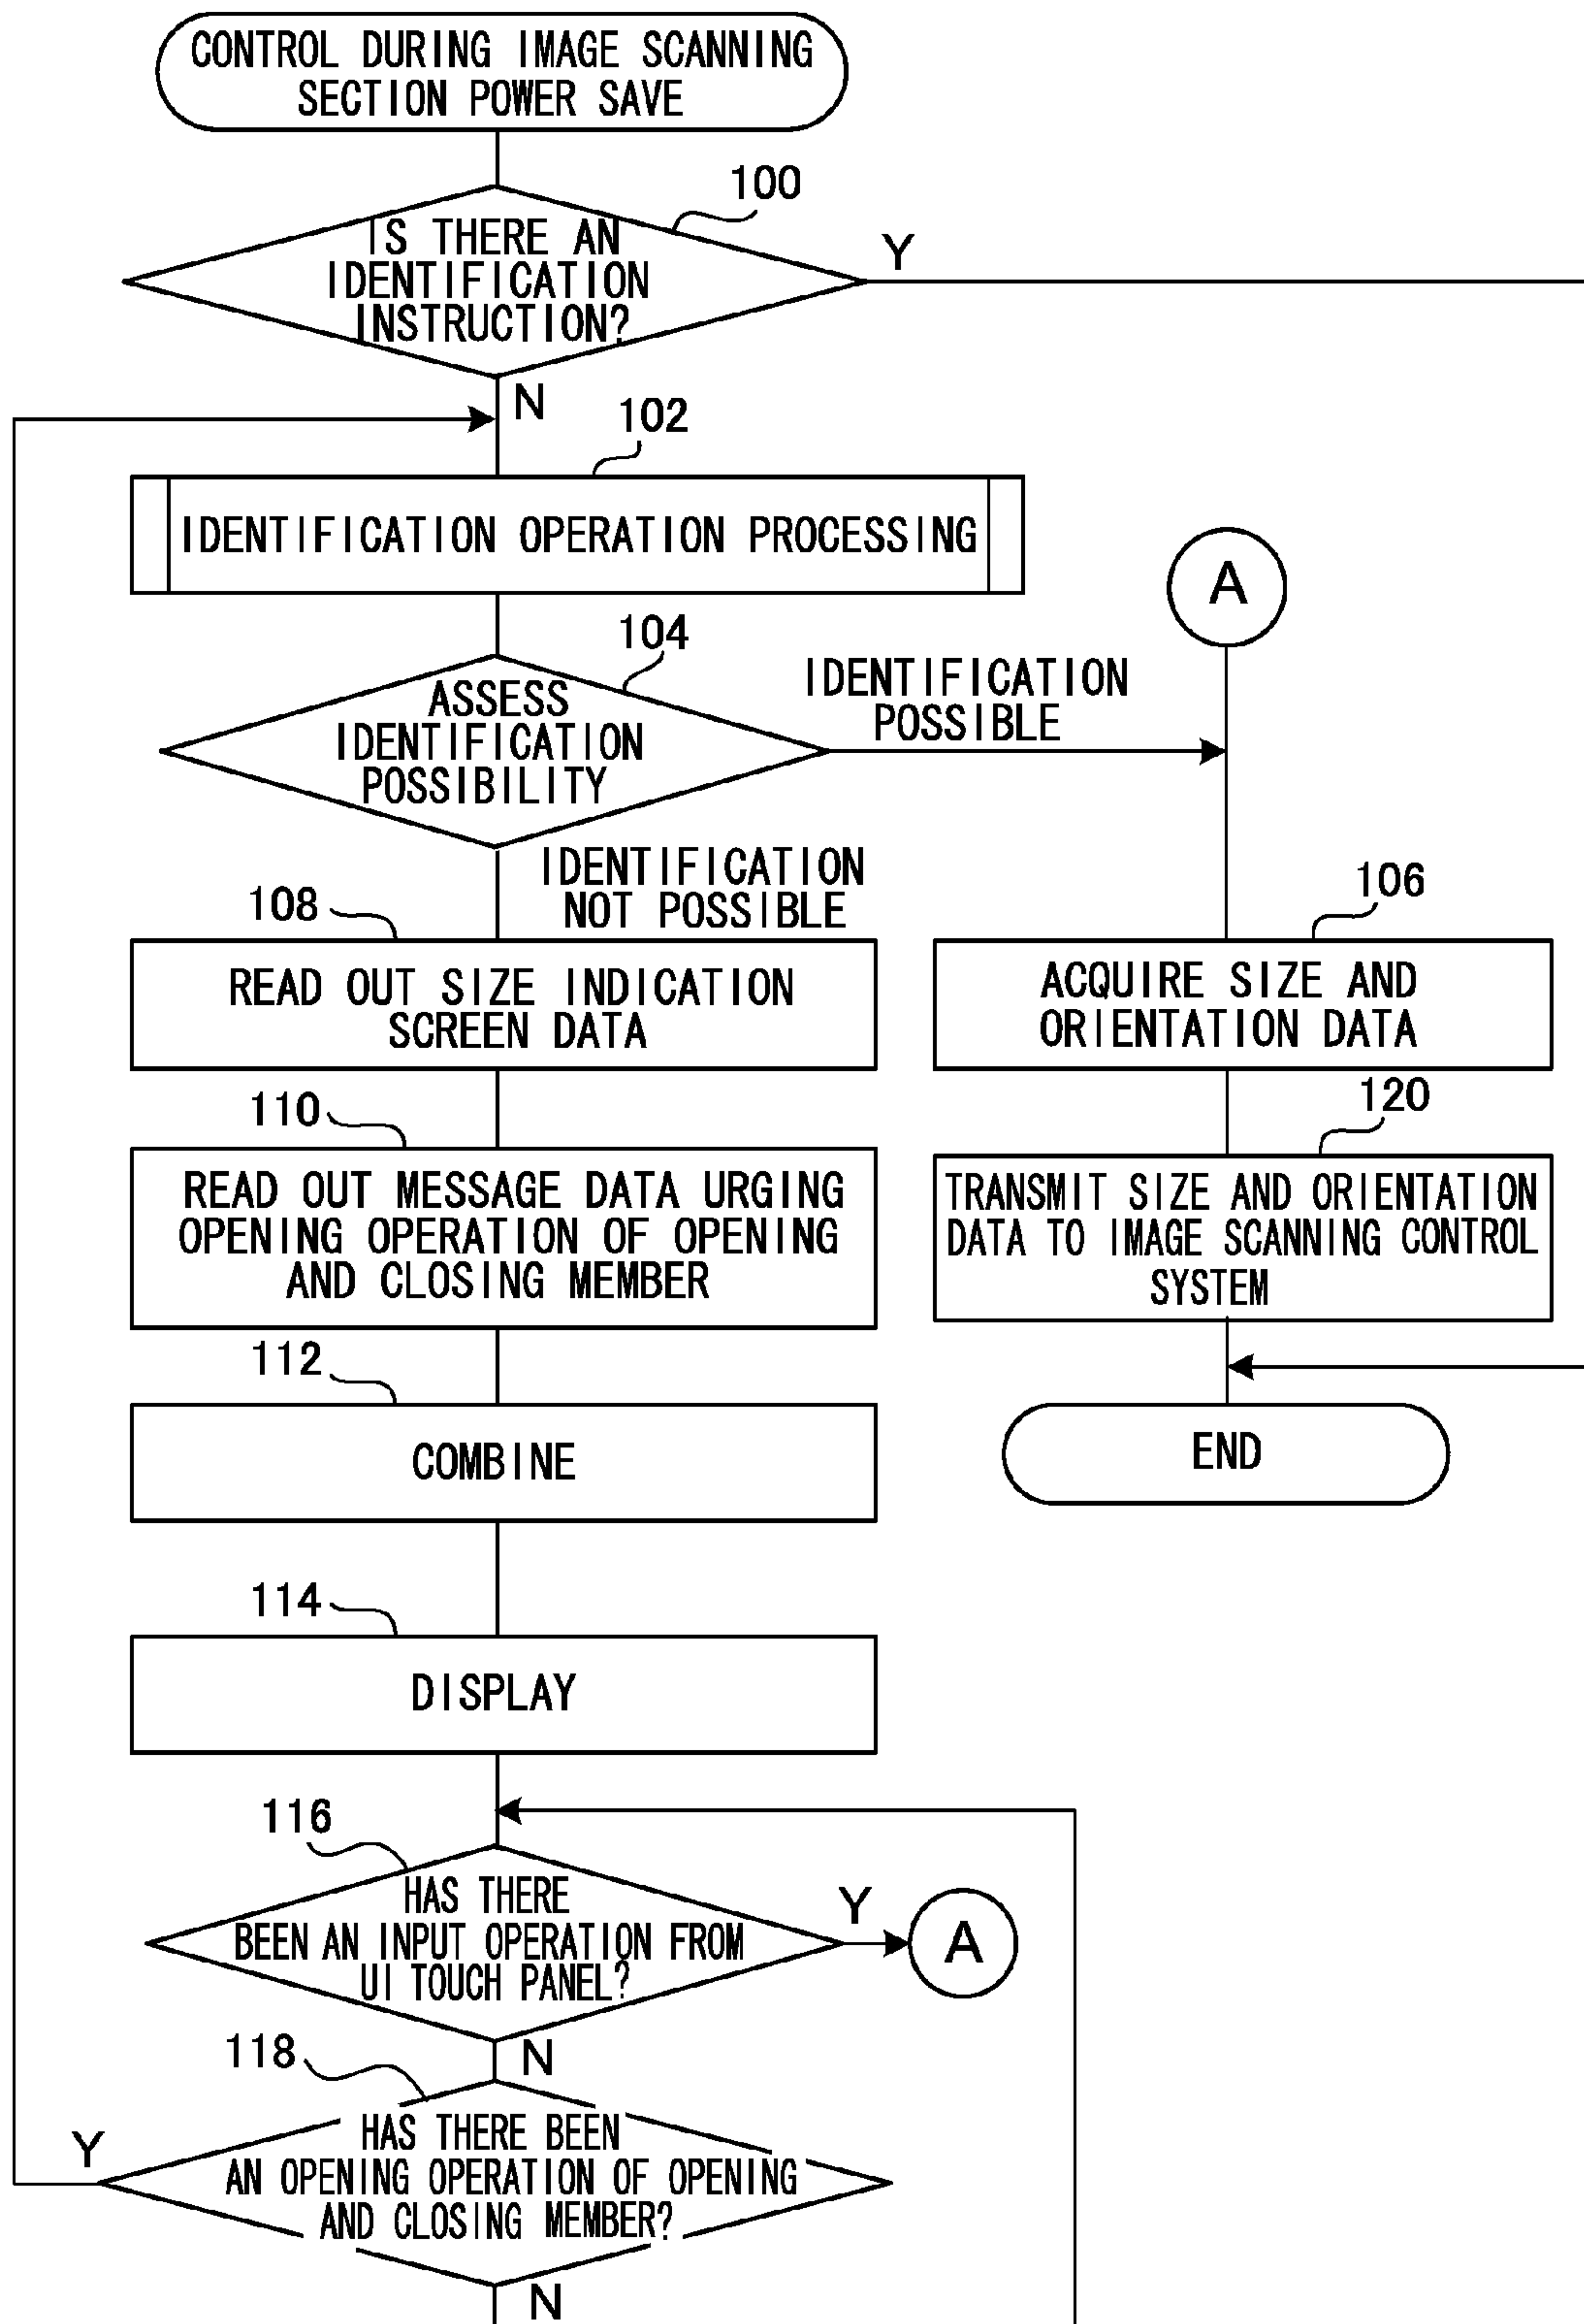 CONTROL DURING IMAGE SCANNING
SECTION POWER SAVE
100
IS THERE AN
IDENTIFICATION
INSTRUCTION?
Y
N
102
IDENTIFICATION OPERATION PROCESSING
A
104
ASSESS
IDENTIFICATION
POSSIBILITY
IDENTIFICATION
POSSIBLE
IDENTIFICATION
NOT POSSIBLE
108
READ OUT SIZE INDICATION
SCREEN DATA
106
ACQUIRE SIZE AND
ORIENTATION DATA
110
READ OUT MESSAGE DATA URGING
OPENING OPERATION OF OPENING
AND CLOSING MEMBER
120
TRANSMIT SIZE AND ORIENTATION
DATA TO IMAGE SCANNING CONTROL
SYSTEM
112
COMBINE
END
114
DISPLAY
116
HAS THERE
BEEN AN INPUT OPERATION FROM
UI TOUCH PANEL?
Y
A
N
118
HAS THERE BEEN
AN OPENING OPERATION OF OPENING
AND CLOSING MEMBER?
Y
N